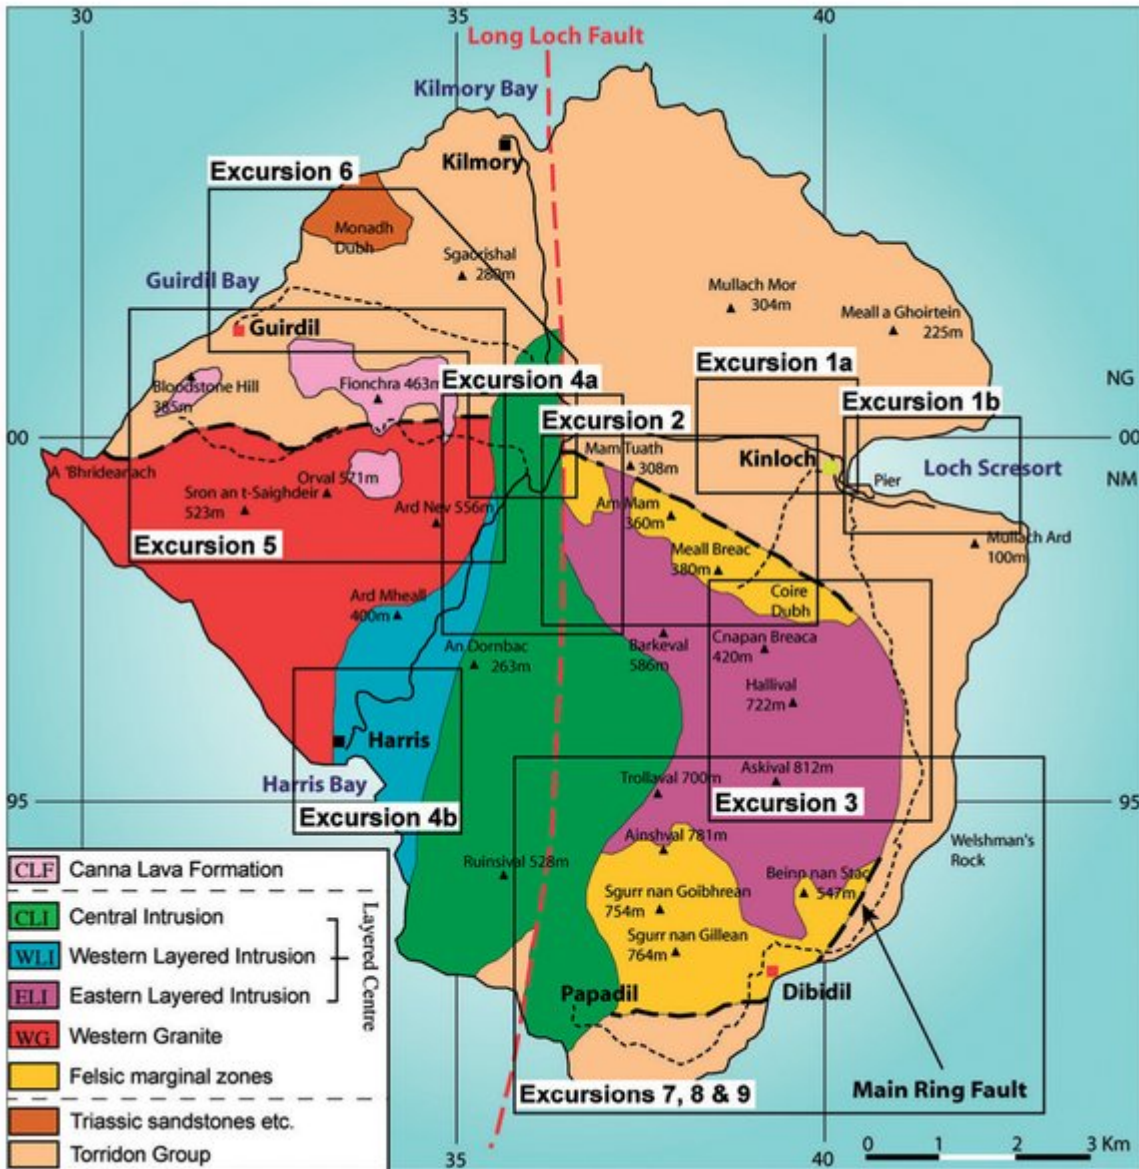 30
35
40
Long Loch Fault
Kilmory Bay
Kilmory
Excursion 6
Monadh
Dubh
Sgaorishal
280m
Guirdil Bay
Guirdil
Mullach Mor
304m
Meall a Ghoirtein
225m
Bloodstone Hill
385m
Fionchra 463m
Excursion 4a
Excursion 1a
NG
Excursion 1b
Excursion 2
00
00
Mam Tuath
308m
Kinloch
Loch Scresort
NM
Pier
A 'Bhrideanach
Orval 571m
Sron an t-Saighdeir
523m
Ard Nev 556m
Am Mam
360m
Excursion 5
Meall Breac
380m
Mullach Ard
100m
Ard Mheall
400m
Coire
Dubh
An Dornbac
263m
Barkeval
586m
Cnapan Breaca
420m
Hallival
722m
Harris
Harris Bay
Trollaval 700m
Askival 812m
95
95
Excursion 4b
Excursion 3
Ainshval 781m
Welshman's
Rock
Ruinsival 528m
Beinn nan Stac
547m
Sgurr nan Goibhrean
754m
Sgurr nan Gillean
764m
Papadil
Dibidil
Excursions 7, 8 & 9
Main Ring Fault
CLF Canna Lava Formation
CLI Central Intrusion
WLI Western Layered Intrusion
ELI Eastern Layered Intrusion
Layered Centre
WG Western Granite
Felsic marginal zones
Triassic sandstones etc.
Torridon Group
35
40
0 1 2 3 Km